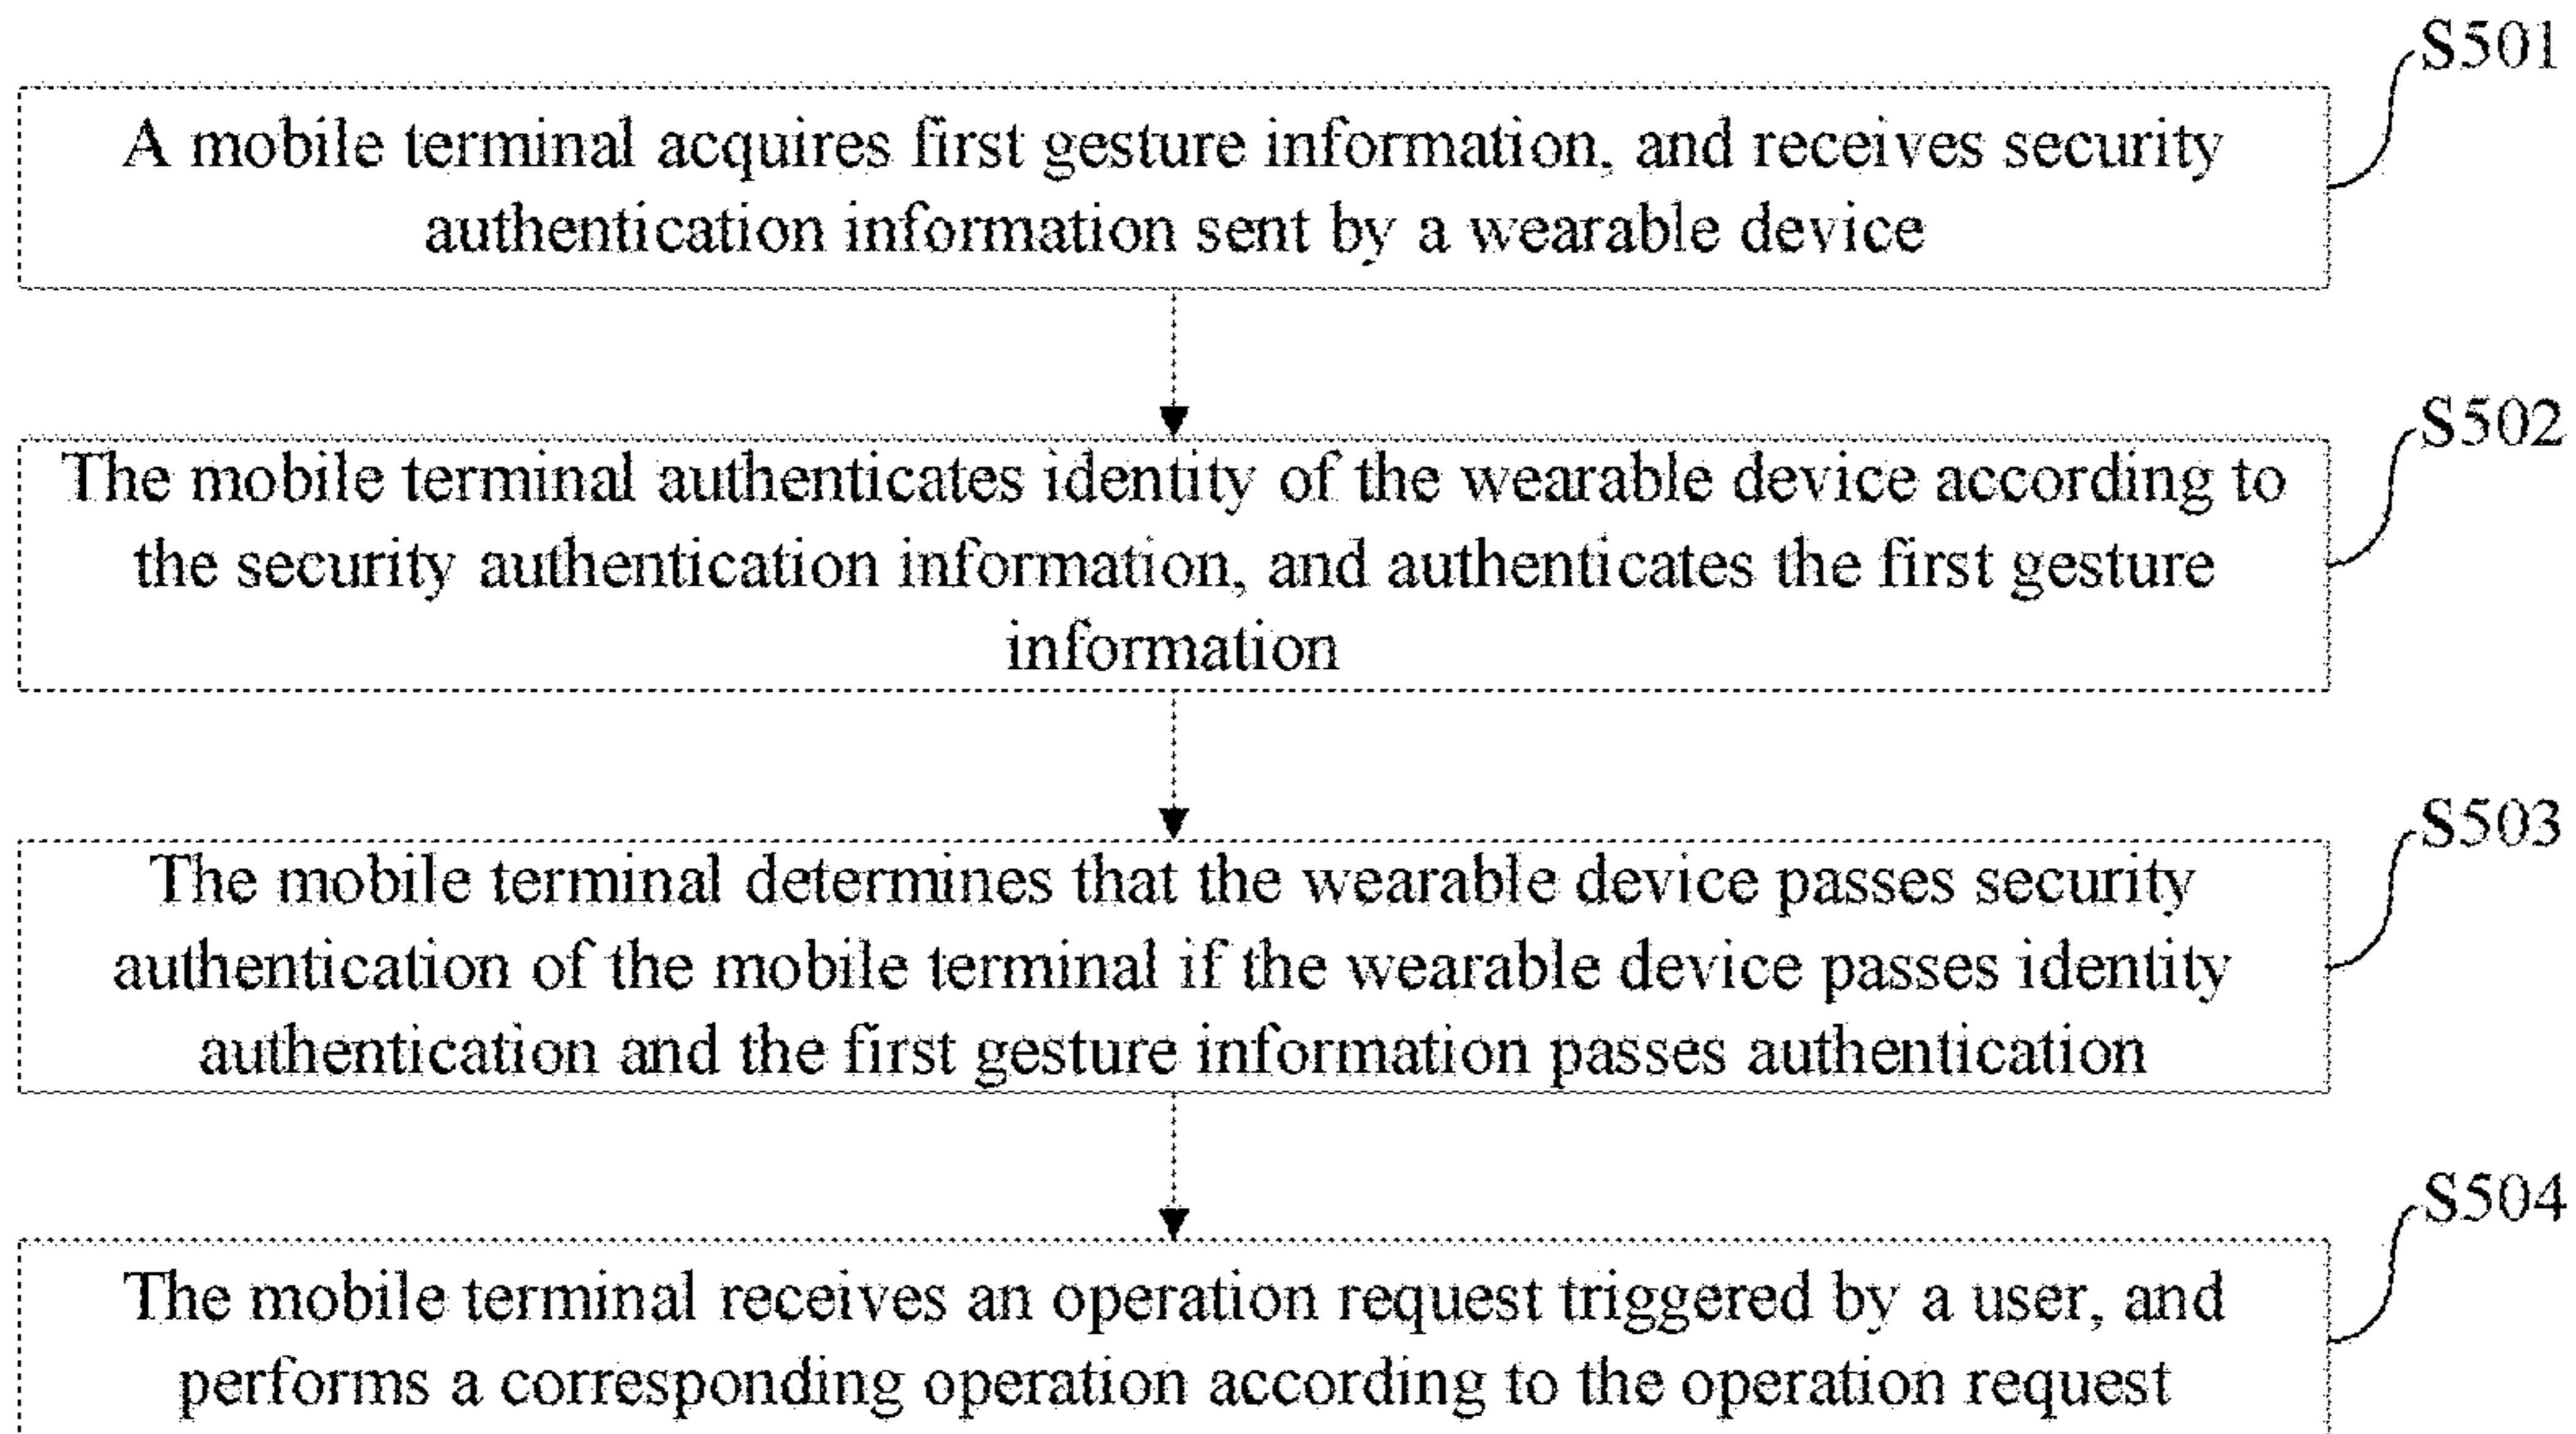 S501
A mobile terminal acquires first gesture information, and receives security
authentication information sent by a wearable device
S502
The mobile terminal authenticates identity of the wearable device according to
the security authentication information, and authenticates the first gesture
information
S503
The mobile terminal determines that the wearable device passes security
authentication of the mobile terminal if the wearable device passes identity
authentication and the first gesture information passes authentication
S504
The mobile terminal receives an operation request triggered by a user, and
performs a corresponding operation according to the operation request